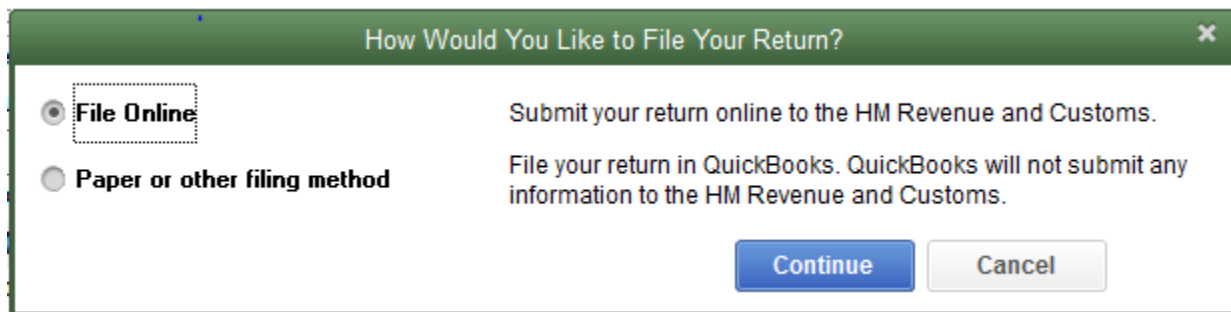 How Would You Like to File Your Return?
File Online
Submit your return online to the HM Revenue and Customs.
Paper or other filing method
File your return in QuickBooks. QuickBooks will not submit any
information to the HM Revenue and Customs.
Continue
Cancel